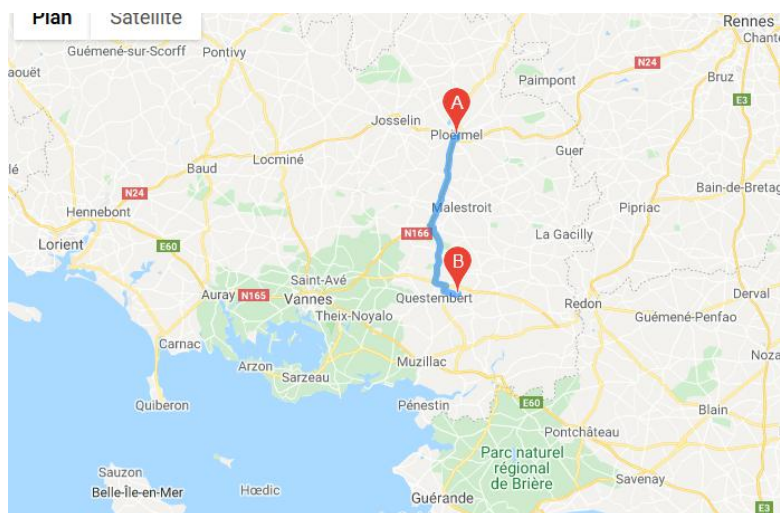 Plan Satellite
Rennes
Chante
Guémené-sur-Scorff
Pontivy
N24
Paimpont
Bruz
aouët
E3
A
Josselin
Ploërmel
Guer
Locminé
Baud
Bain-de-Bretag
lé
N24
Malestroit
Pipriac
Hennebont
N166
La Gacilly
Lorient
E60
B
Saint-Avé
Auray
N165
Vannes
Questembert
Redon
Derval
Theix-Noyalo
Guémené-Penfao
Carnac
Noza
Muzillac
Arzon
Sarzeau
Quiberon
Pénestin
E60
Blain
Pontchâteau
Parc naturel
régional
de Brière
Sauzon
Savenay
Belle-Île-en-Mer
Hœdic
Guérande
E3